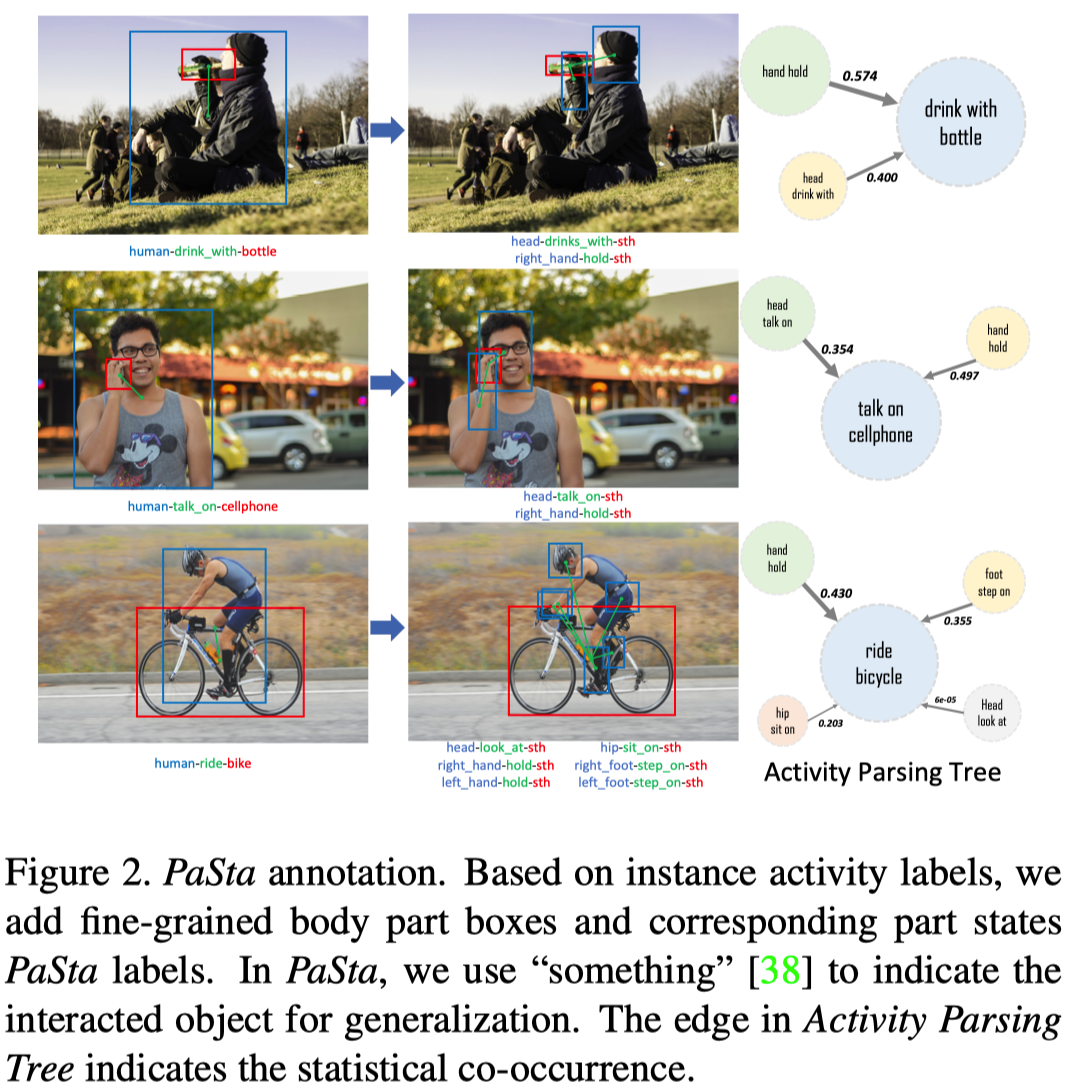 hand hold
0.574
drink with
bottle
head
drink with
0.400
human-drink_with-bottle
head-drinks_with-sth
right_hand-hold-sth
head
talk on
0.354
hand
hold
0.497
talk on
cellphone
human-talk_on-cellphone
head-talk_on-sth
right_hand-hold-sth
hand
hold
0.430
foot
step on
0.355
ride
bicycle
hip
sit on
0.203
6e-05
Head
look at
human-ride-bike
head-look_at-sth
hip-sit_on-sth
right_hand-hold-sth
right_foot-step_on-sth
left_hand-hold-sth
left_foot-step_on-sth
Activity Parsing Tree
Figure 2. PaSta annotation. Based on instance activity labels, we
add fine-grained body part boxes and corresponding part states
PaSta labels. In PaSta, we use “something” [38] to indicate the
interacted object for generalization. The edge in Activity Parsing
Tree indicates the statistical co-occurrence.